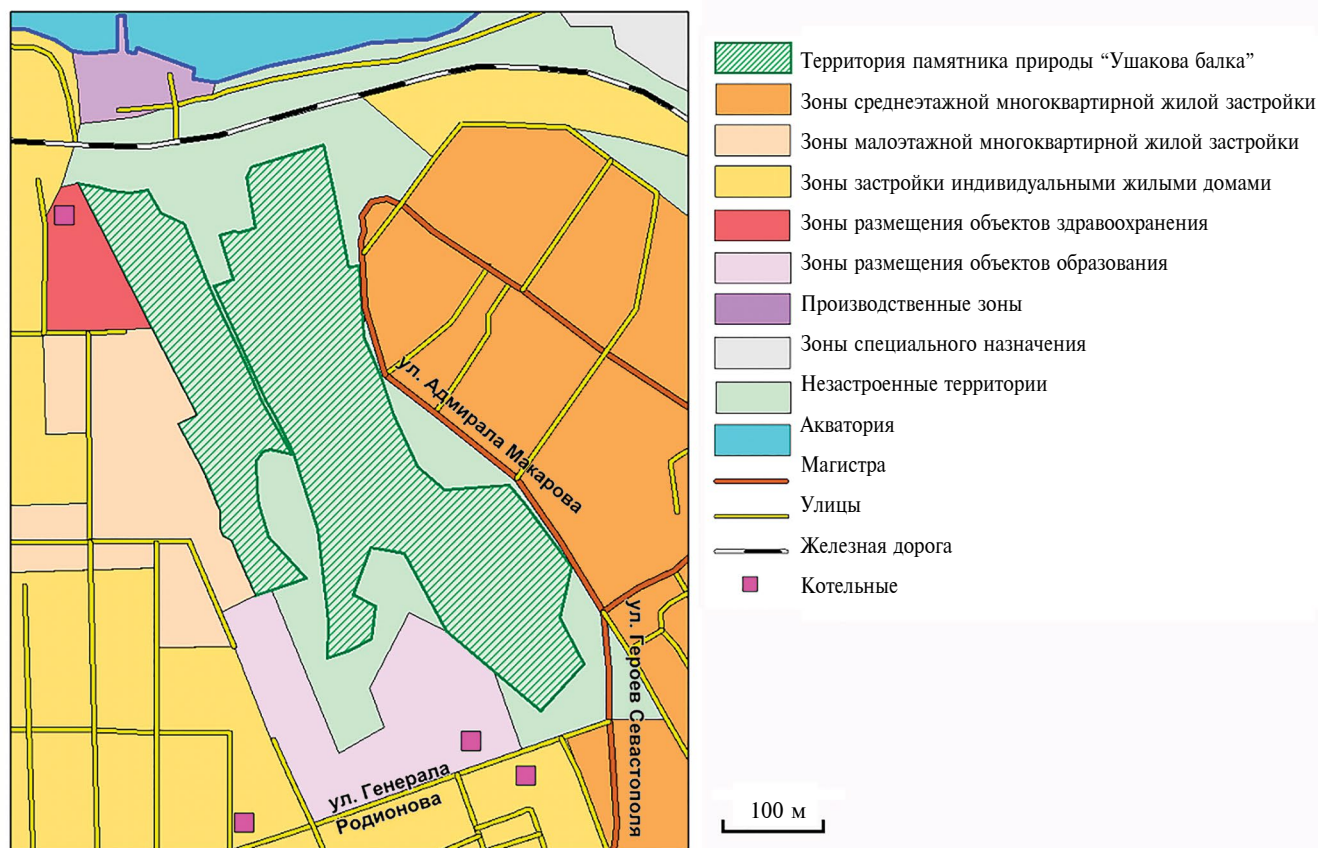 Территория памятника природы “Ушакова балка”
Зоны среднеэтажной многоквартирной жилой застройки
Зоны малоэтажной многоквартирной жилой застройки
Зоны застройки индивидуальными жилыми домами
Зоны размещения объектов здравоохранения
Зоны размещения объектов образования
Производственные зоны
Зоны специального назначения
Незастроенные территории
Акватория
Магистра
Улицы
Железная дорога
Котельные
100 м
ул. Адмирала Макарова
ул. Героев Севастополя
ул. Генерала
Родионова